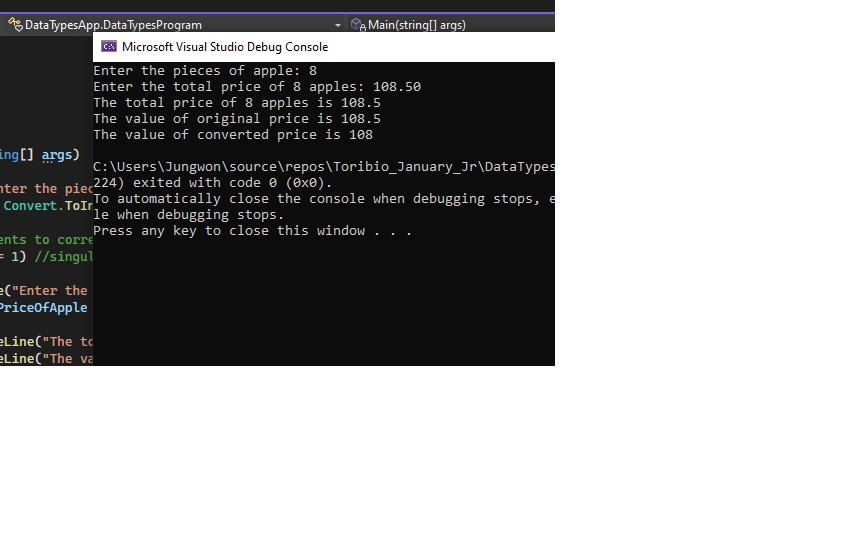 DataTypesApp.DataTypesProgram Main(string[] args)
Microsoft Visual Studio Debug Console
Enter the pieces of apple: 8
Enter the total price of 8 apples: 108.50
The total price of 8 apples is 108.5
The value of original price is 108.5
The value of converted price is 108
ing[] args)
C:\Users\Jungwon\source\repos\Toribio_January_Jr\DataTypes
nter the piec
224) exited with code 0 (0x0).
Convert.ToIn
To automatically close the console when debugging stops, e
le when debugging stops.
Press any key to close this window . . .
ents to corre
= 1) //singul
e("Enter the
PriceOfApple
eLine("The to
eLine("The va